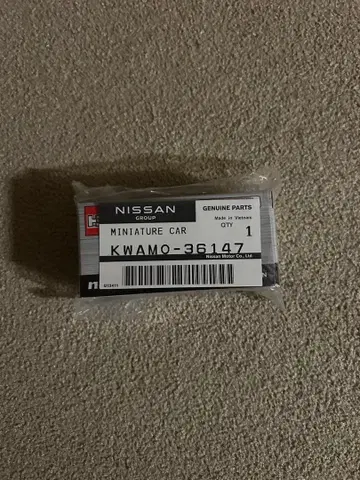 NISSAN
GROUP
GENUINE PARTS
Made in Vietnam
QTY
1
MINIATURE CAR
KWAM0-36147
Nissan Motor Co., Ltd.